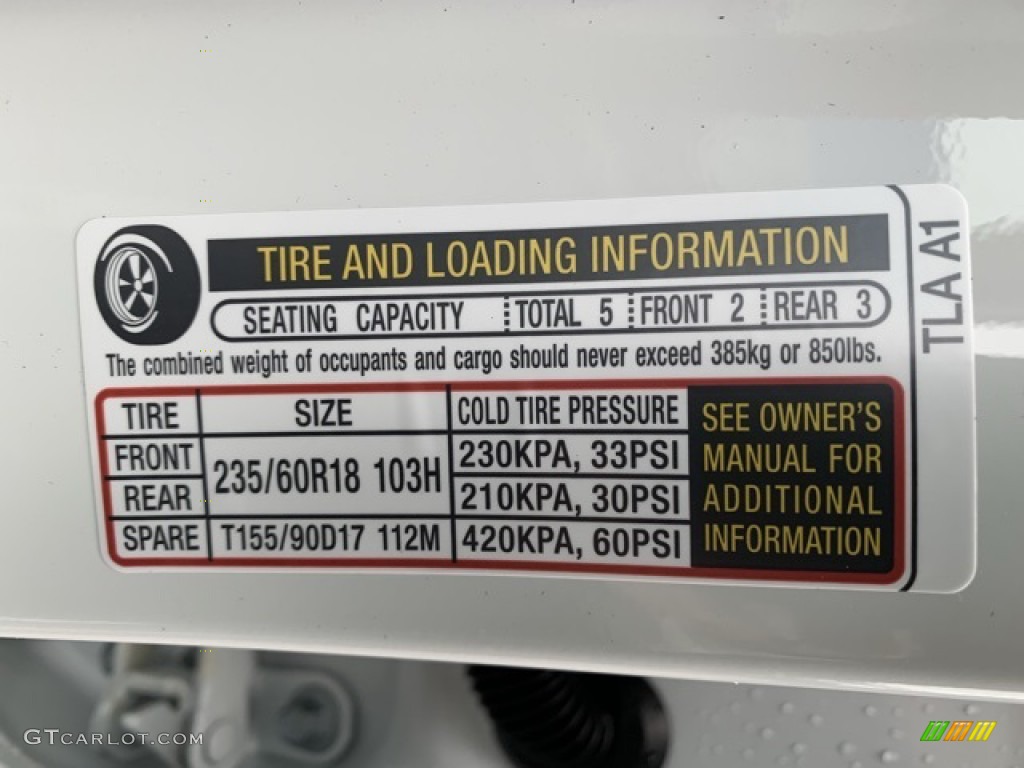 TIRE AND LOADING INFORMATION
SEATING CAPACITY TOTAL 5 FRONT 2 REAR 3
The combined weight of occupants and cargo should never exceed 385kg or 850lbs.
TIRE SIZE COLD TIRE PRESSURE
FRONT 235/60R18 103H 230KPA, 33PSI
REAR 210KPA, 30PSI
SPARE T155/90D17 112M 420KPA, 60PSI
SEE OWNER'S
MANUAL FOR
ADDITIONAL
INFORMATION
TLA A1
GTCARLOT.COM